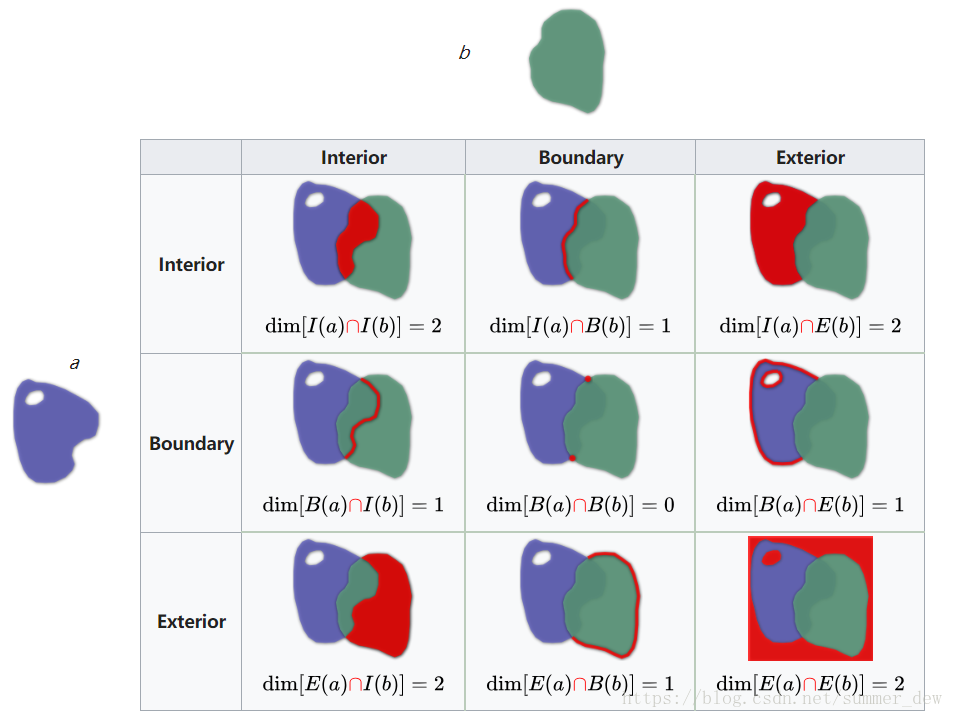 b
Interior Boundary Exterior
Interior
dim[I(a)∩I(b)] = 2 dim[I(a)∩B(b)] = 1 dim[I(a)∩E(b)] = 2
a
Boundary
dim[B(a)∩I(b)] = 1 dim[B(a)∩B(b)] = 0 dim[B(a)∩E(b)] = 1
Exterior
dim[E(a)∩I(b)] = 2 dim[E(a)∩B(b)] = 1 dim[E(a)∩E(b)] = 2
https://blog.csdn.net/summer_dew